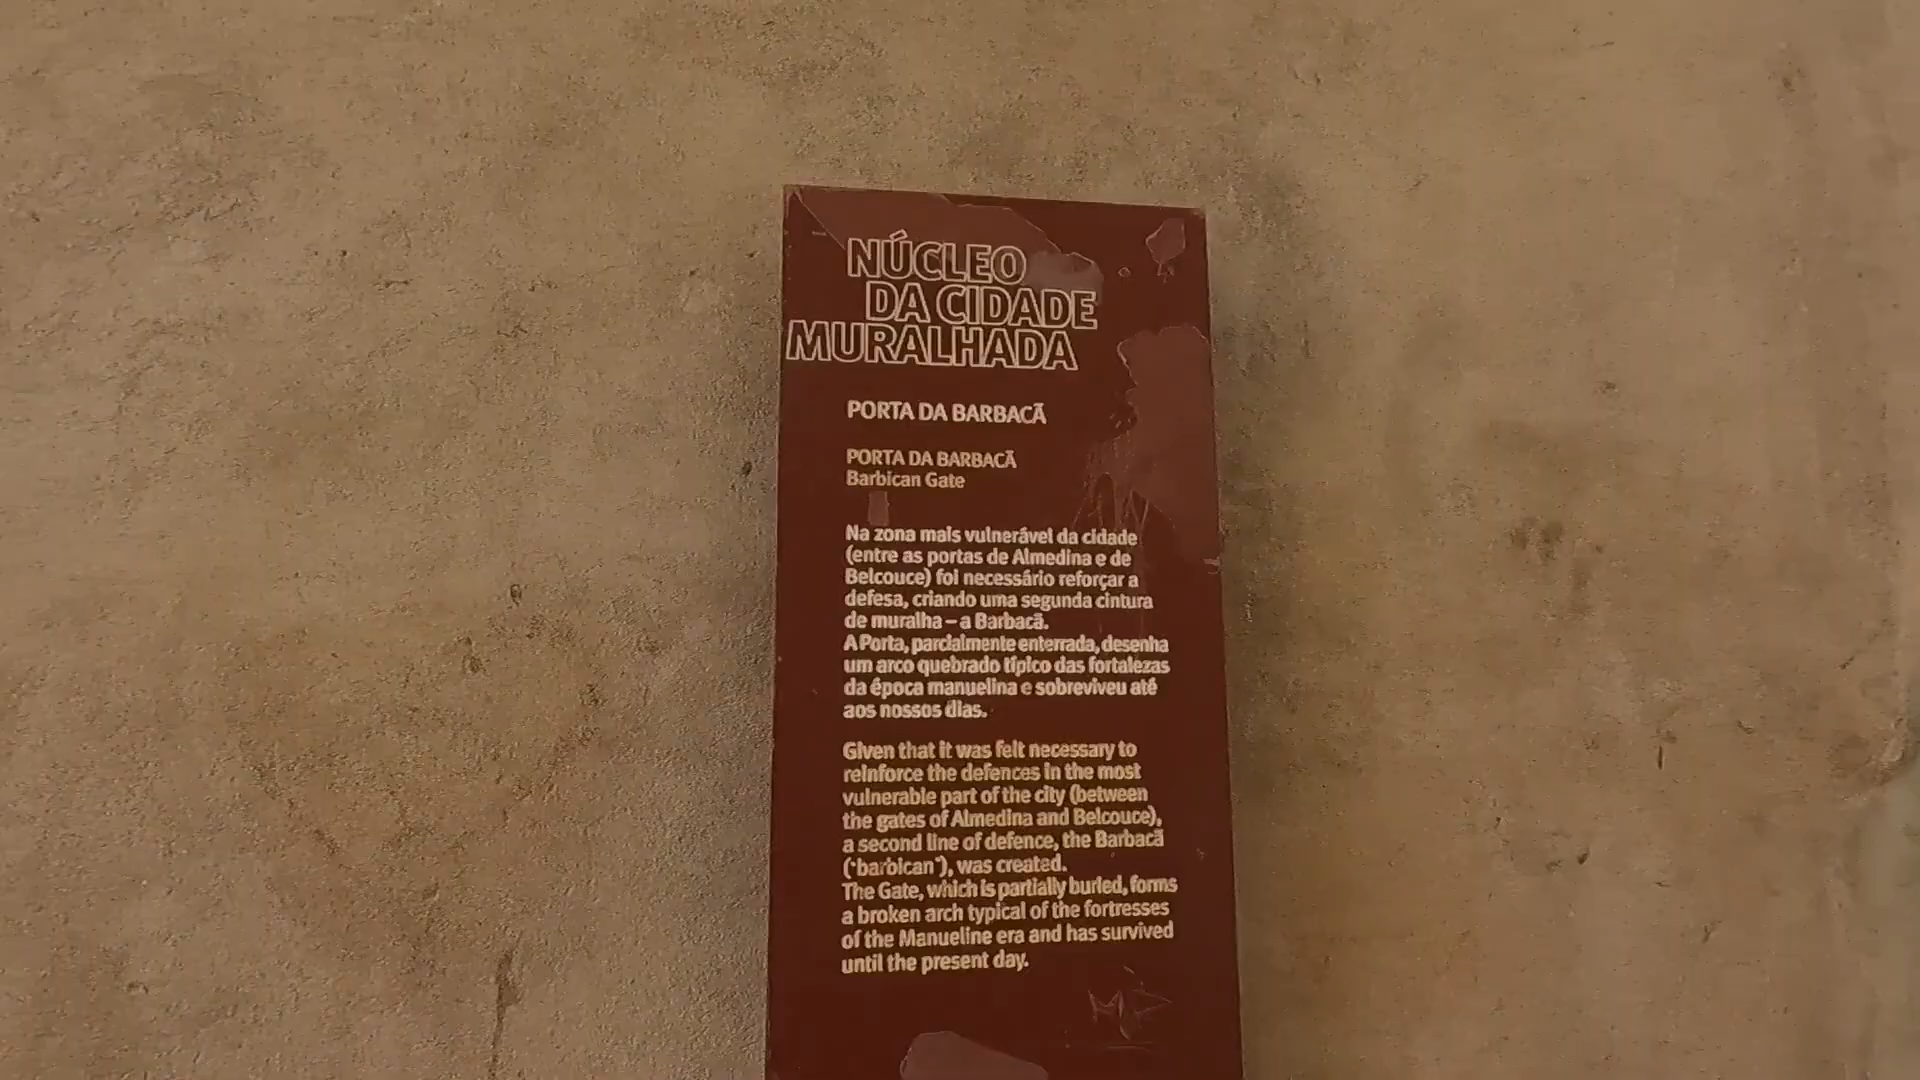 NÚCLEO
DA CIDADE
MURALHADA
PORTA DA BARBACÃ
PORTA DA BARBACÃ
Barbican Gate
Na zona mais vulnerável da cidade
(entre as portas de Almedina e de
Belcouce) foi necessário reforçar a
defesa, criando uma segunda cintura
de muralha – a Barbacã.
A Porta, parcialmente enterrada, desenha
um arco quebrado típico das fortalezas
da época manuelina e sobreviveu até
aos nossos dias.
Given that it was felt necessary to
reinforce the defences in the most
vulnerable part of the city (between
the gates of Almedina and Belcouce),
a second line of defence, the Barbacã
('barbican'), was created.
The Gate, which is partially buried, forms
a broken arch typical of the fortresses
of the Manueline era and has survived
until the present day.